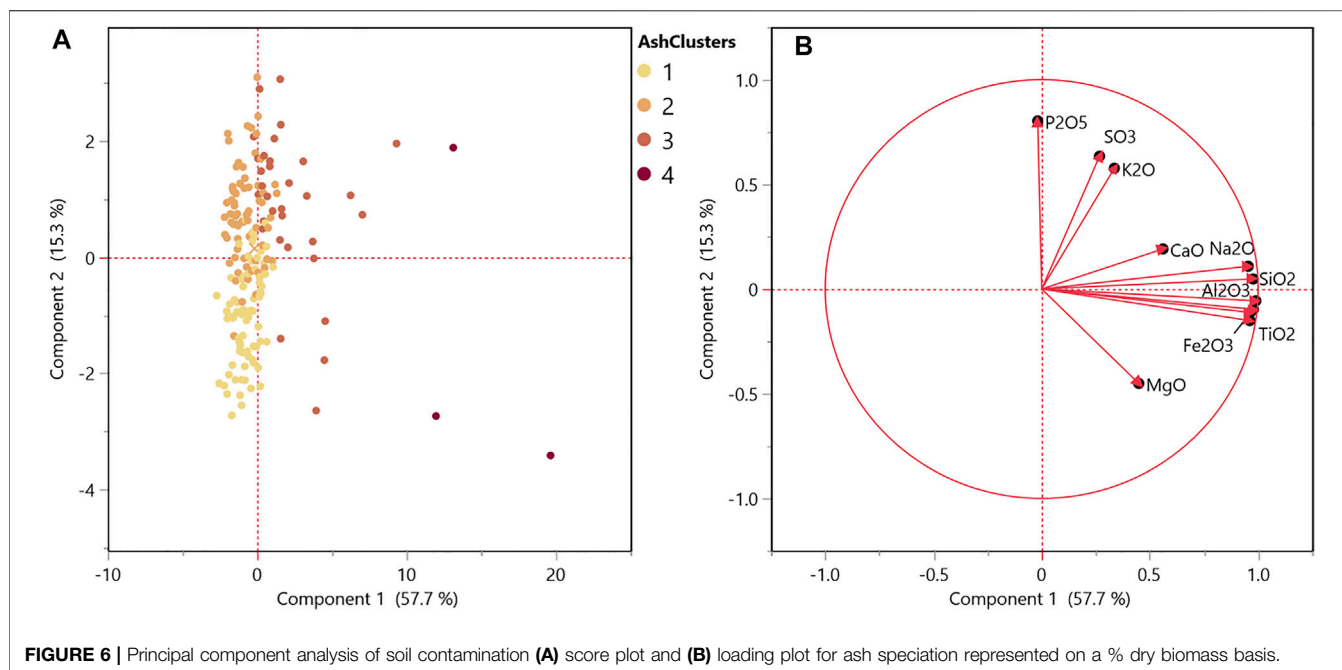 A
AshClusters
1
2
3
4
2
0
-2
-4
Component 2 (15.3 %)
-10
0
10
20
Component 1 (57.7 %)
B
1.0
0.5
0
-0.5
-1.0
Component 2 (15.3 %)
P2O5
SO3
K2O
CaO
Na2O
SiO2
Al2O3
Fe2O3
TiO2
MgO
-1.0
-0.5
0
0.5
1.0
Component 1 (57.7 %)
FIGURE 6 | Principal component analysis of soil contamination (A) score plot and (B) loading plot for ash speciation represented on a % dry biomass basis.